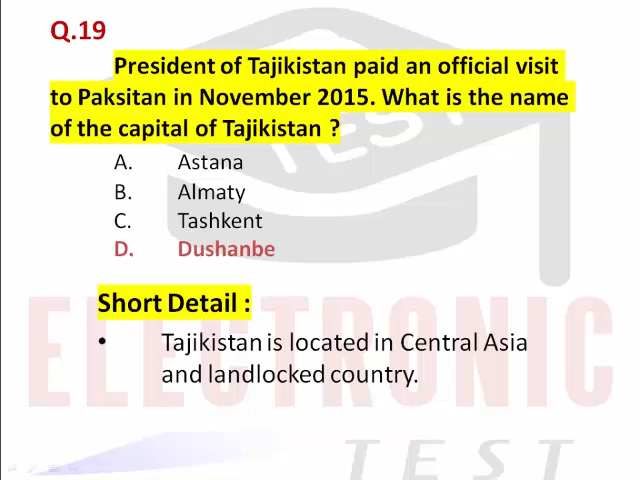 Q.19
President of Tajikistan paid an official visit
to Paksitan in November 2015. What is the name
of the capital of Tajikistan ?
A. Astana
B. Almaty
C. Tashkent
D. Dushanbe
Short Detail :
• Tajikistan is located in Central Asia
and landlocked country.
TEST
ELECTRONIC
TEST